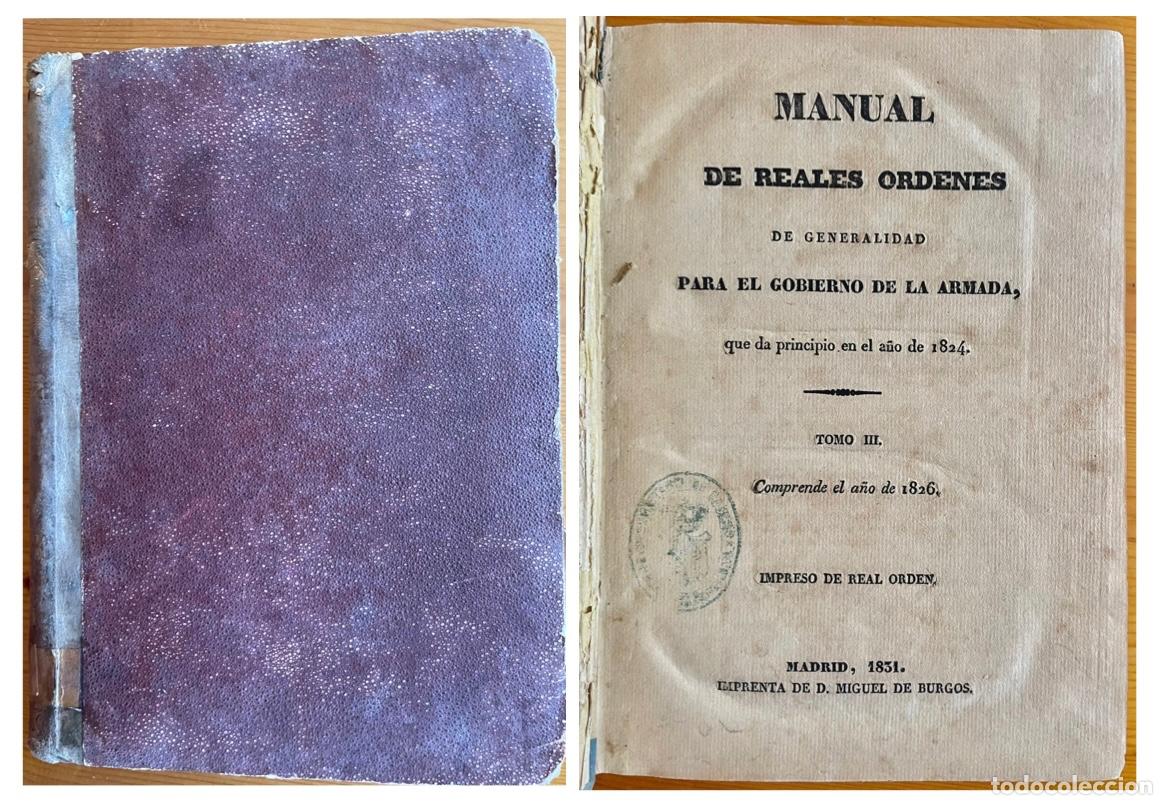 MANUAL
DE REALES ORDENES
DE GENERALIDAD
PARA EL GOBIERNO DE LA ARMADA,
que da principio en el año de 1824.
TOMO III.
Comprende el año de 1826.
IMPRESO DE REAL ORDEN.
MADRID, 1831.
IMPRENTA DE D. MIGUEL DE BURGOS.
todocoleccion